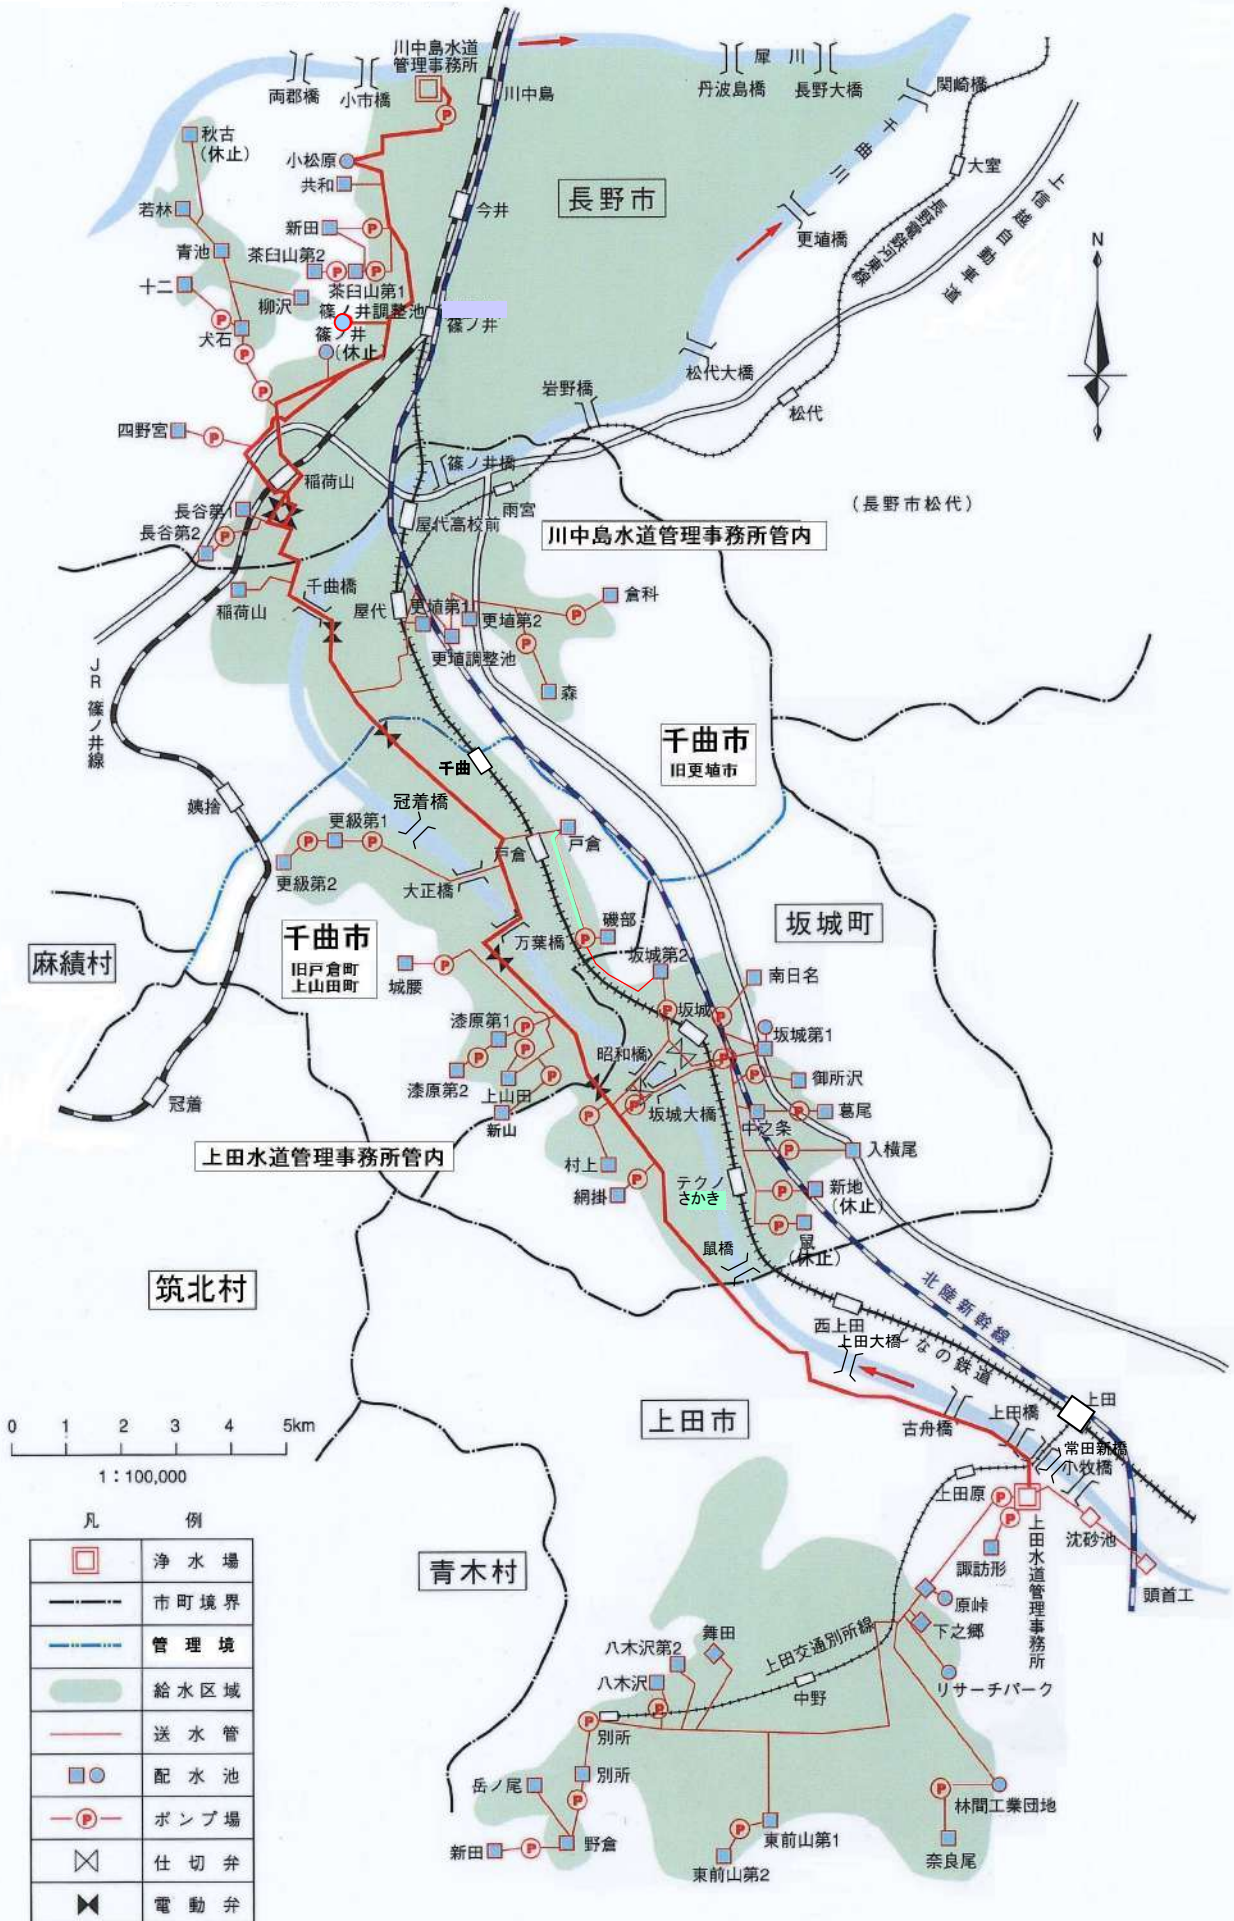 川中島水道
管理事務所
両郡橋
小市橋
川中島
丹波島橋
犀川
長野大橋
関崎橋
秋古
(休止)
小松原
共和
千曲川
大室
長野市
今井
若林
新田
更埴橋
長野電鉄河東線
上信越自動車道
N
青池
茶臼山第2
十二
柳沢
茶臼山第1
篠ノ井調整池
篠ノ井
(休止)
篠ノ井
犬石
松代大橋
岩野橋
松代
四野宮
篠ノ井橋
稲荷山
雨宮
(長野市松代)
長谷第1
屋代高校前
長谷第2
川中島水道管理事務所管内
稲荷山
千曲橋
屋代
更埴第1
更埴第2
倉科
更埴調整池
森
JR篠ノ井線
千曲市
旧更埴市
千曲
姨捨
冠着橋
更級第1
戸倉
戸倉
更級第2
大正橋
千曲市
旧戸倉町
上山田町
麻績村
万葉橋
磯部
坂城町
坂城第2
城腰
南日名
漆原第1
坂城
坂城第1
昭和橋
漆原第2
上山田
御所沢
冠着
新山
坂城大橋
中之条
葛尾
上田水道管理事務所管内
村上
入横尾
網掛
テクノ
さかき
新地
(休止)
鼠橋
鼠
(休止)
筑北村
北陸新幹線
西上田
上田大橋
しなの鉄道
上田
0 1 2 3 4 5km
1:100,000
上田市
古舟橋
上田橋
常田新橋
小牧橋
上田原
沈砂池
諏訪形
上田水道管理事務所
頭首工
青木村
原峠
下之郷
舞田
八木沢第2
上田交通別所線
八木沢
中野
リサーチパーク
別所
岳ノ尾
別所
林間工業団地
新田
野倉
東前山第1
東前山第2
奈良尾
凡例
浄水場
市町境界
管理境
給水区域
送水管
配水池
P ポンプ場
仕切弁
電動弁